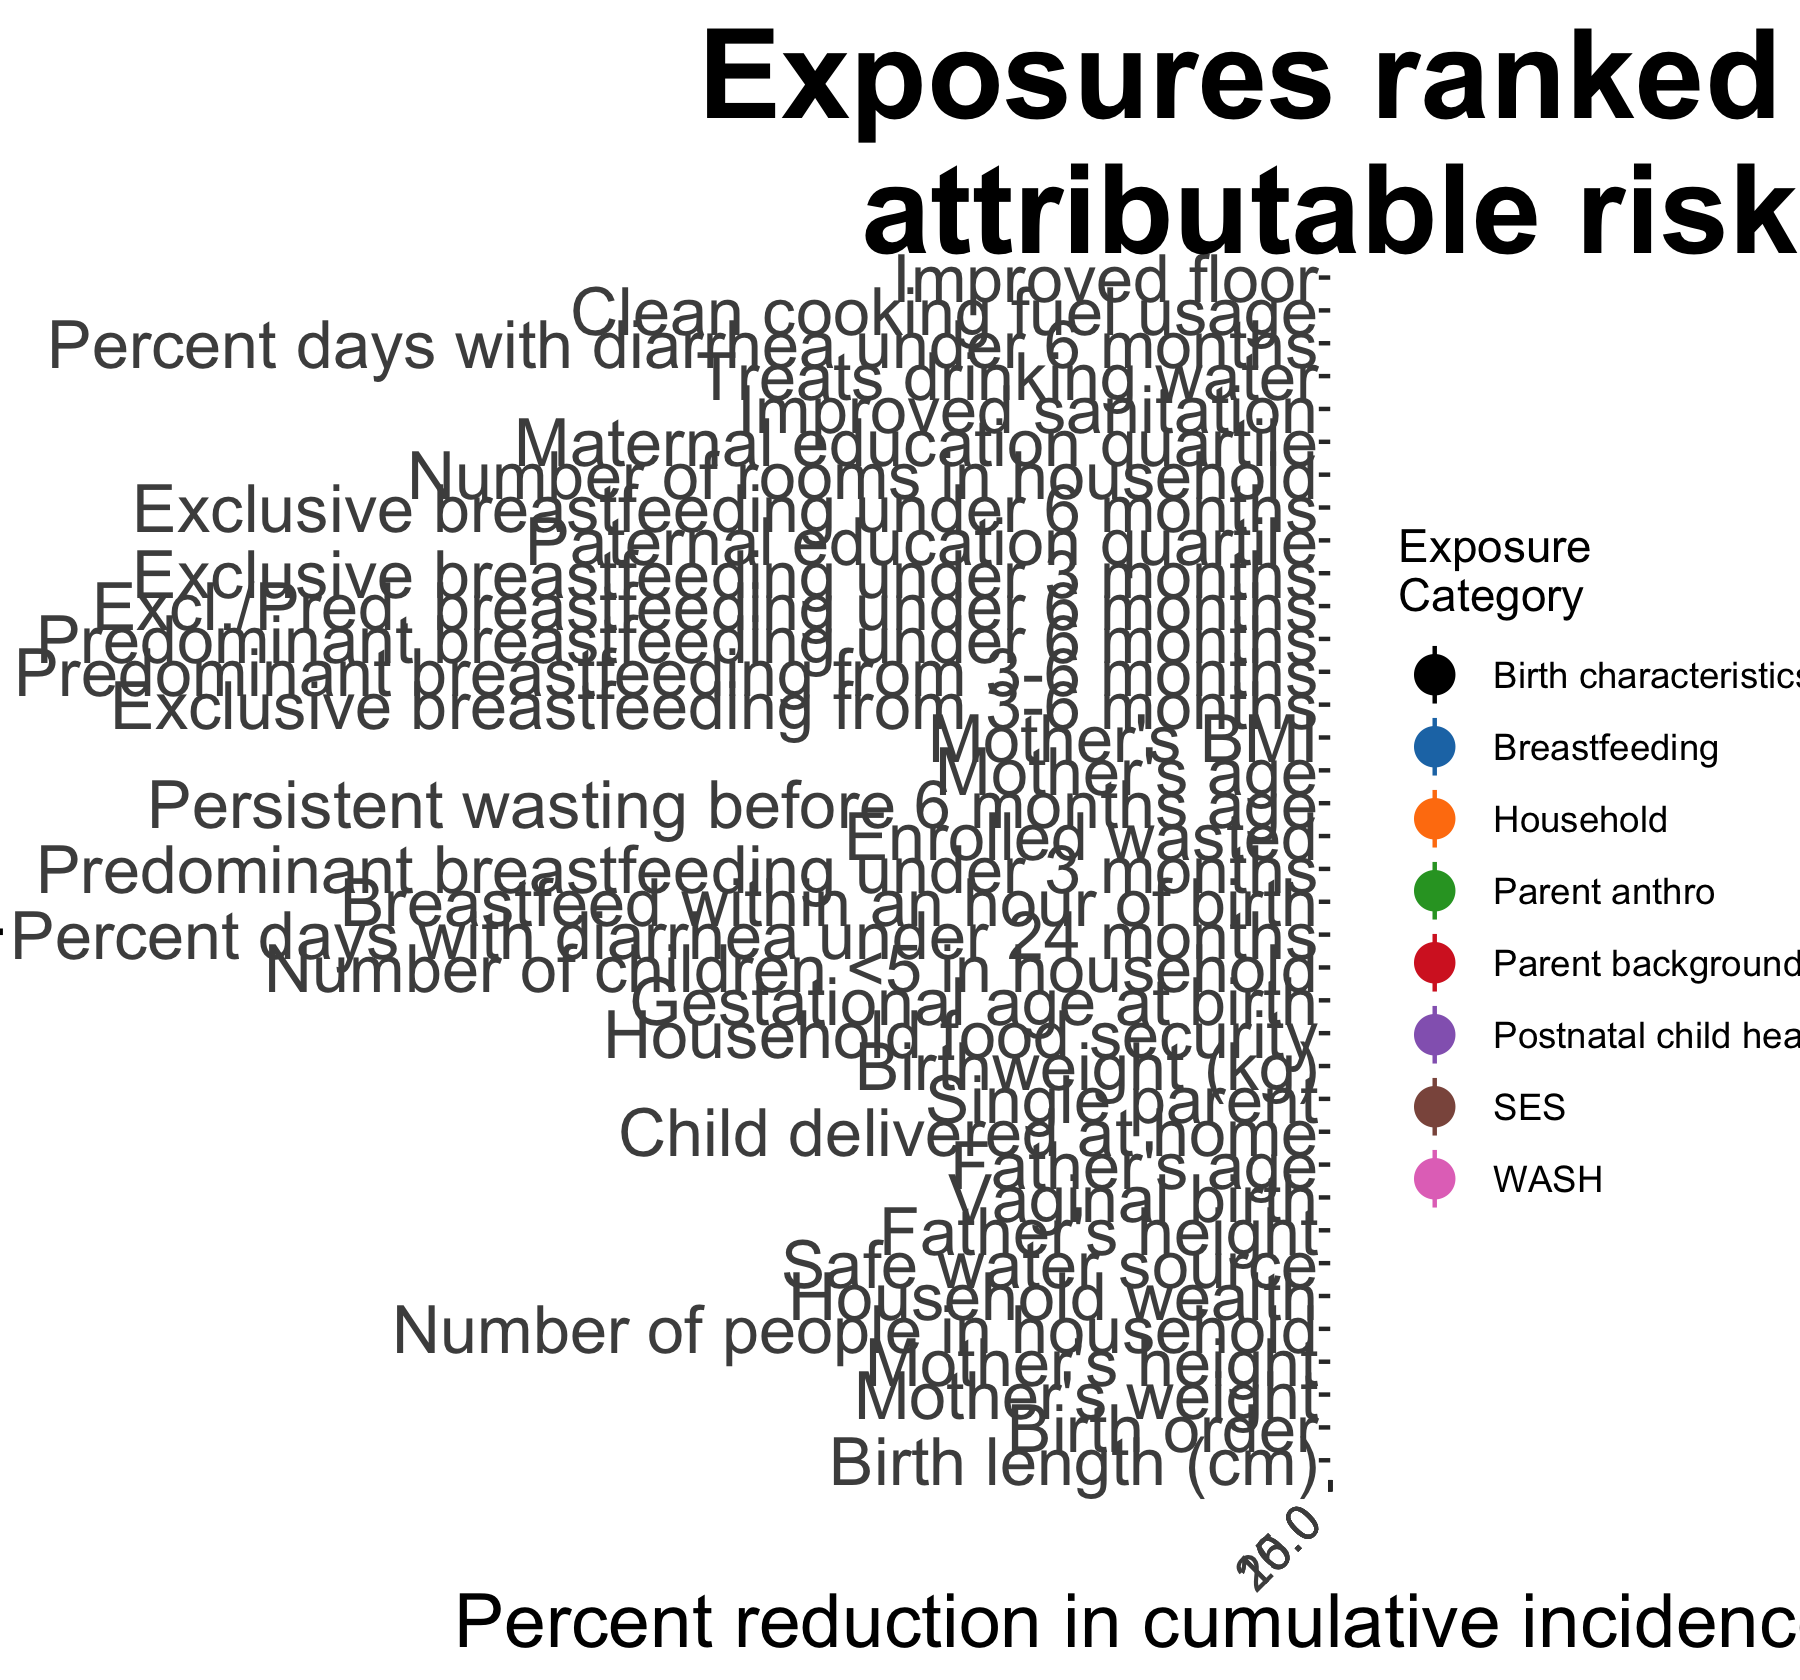 Exposures ranked
attributable risk
Improved floor
Clean cooking fuel usage
Percent days with diarrhea under 6 months
Treats drinking water
Improved sanitation
Maternal education quartile
Number of rooms in household
Exclusive breastfeeding under 6 months
Paternal education quartile
Exclusive breastfeeding under 3 months
Excl./Pred. breastfeeding under 6 months
Predominant breastfeeding under 6 months
Predominant breastfeeding from 3-6 months
Exclusive breastfeeding from 3-6 months
Mother's BMI
Mother's age
Persistent wasting before 6 months age
Enrolled wasted
Predominant breastfeeding under 3 months
Breastfeed within an hour of birth
Percent days with diarrhea under 24 months
Number of children <5 in household
Gestational age at birth
Household food security
Birthweight (kg)
Single parent
Child delivered at home
Father's age
Vaginal birth
Father's height
Safe water source
Household wealth
Number of people in household
Mother's height
Mother's weight
Birth order
Birth length (cm)
Percent reduction in cumulative incidenc
Exposure
Category
Birth characteristics
Breastfeeding
Household
Parent anthro
Parent background
Postnatal child hea
SES
WASH